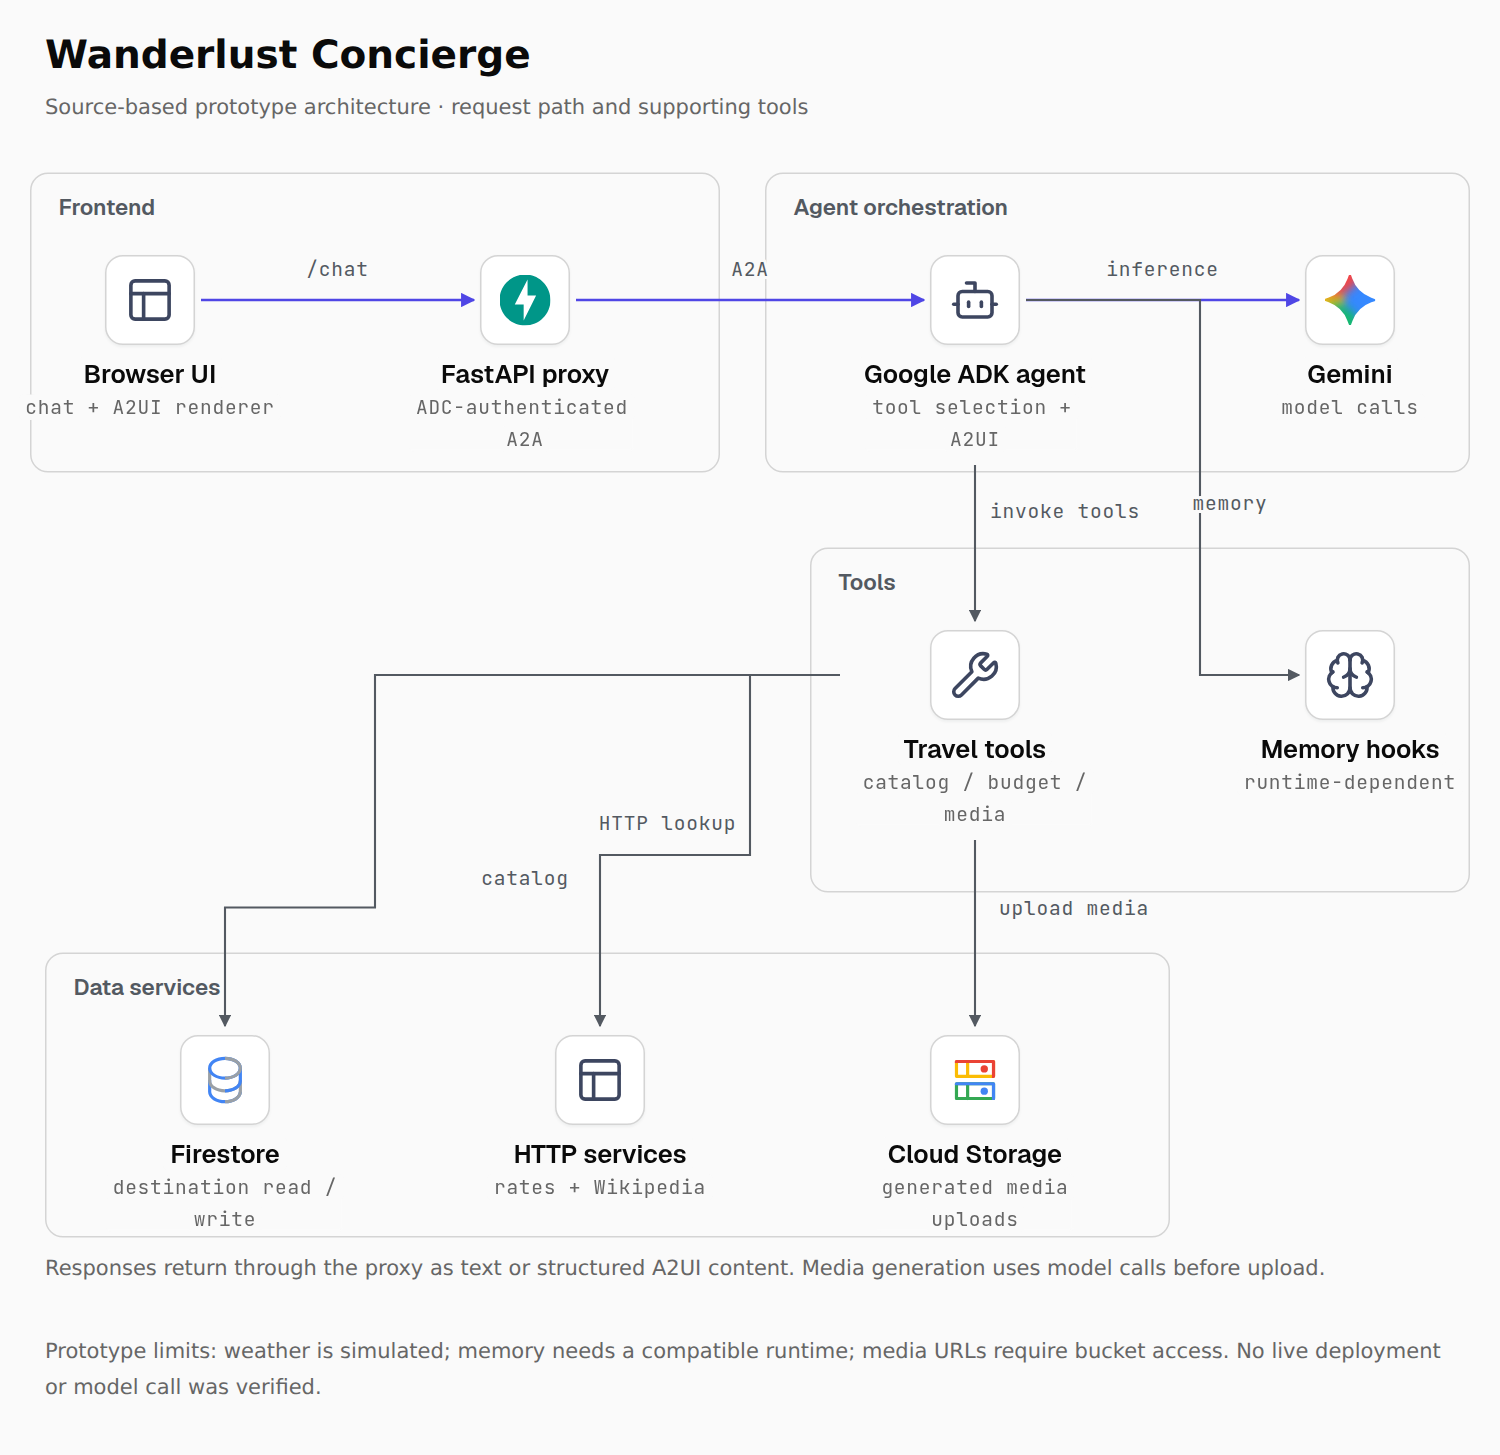 Wanderlust Concierge
Source-based prototype architecture · request path and supporting tools
Frontend
Agent orchestration
/chat
A2A
inference
Browser UI
chat + A2UI renderer
FastAPI proxy
ADC-authenticated
A2A
Google ADK agent
tool selection +
A2UI
Gemini
model calls
invoke tools
memory
Tools
Travel tools
catalog / budget /
media
Memory hooks
runtime-dependent
HTTP lookup
catalog
upload media
Data services
Firestore
destination read /
write
HTTP services
rates + Wikipedia
Cloud Storage
generated media
uploads
Responses return through the proxy as text or structured A2UI content. Media generation uses model calls before upload.
Prototype limits: weather is simulated; memory needs a compatible runtime; media URLs require bucket access. No live deployment
or model call was verified.